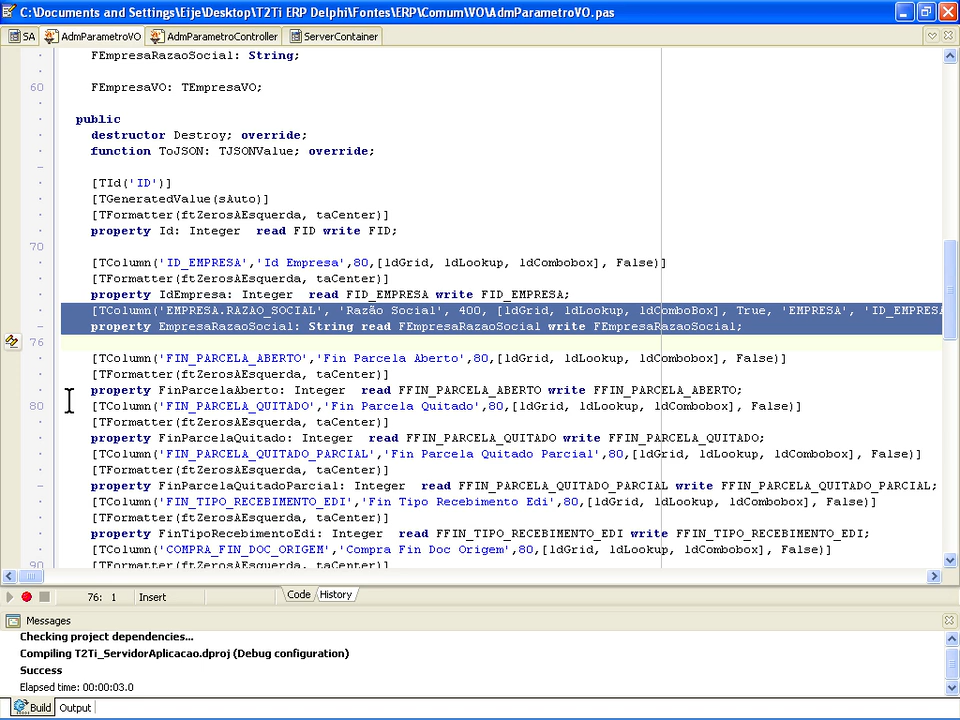 C:\Documents and Settings\Eije\Desktop\T2Ti ERP Delphi\Fontes\ERP\Comum\VO\AdmParametroVO.pas
SA AdmParametroVO AdmParametroController ServerContainer
FEmpresaRazaoSocial: String;
60 FEmpresaVO: TEmpresaVO;
public
destructor Destroy; override;
function ToJSON: TJSONValue; override;
[TId('ID')]
[TGeneratedValue(sAuto)]
[TFormatter(ftZerosAEsquerda, taCenter)]
property Id: Integer  read FID write FID;
70
[TColumn('ID_EMPRESA','Id Empresa',80,[ldGrid, ldLookup, ldCombobox], False)]
[TFormatter(ftZerosAEsquerda, taCenter)]
property IdEmpresa: Integer  read FID_EMPRESA write FID_EMPRESA;
[TColumn('EMPRESA.RAZAO_SOCIAL', 'Razão Social', 400, [ldGrid, ldLookup, ldComboBox], True, 'EMPRESA', 'ID_EMPRESA
property EmpresaRazaoSocial: String read FEmpresaRazaoSocial write FEmpresaRazaoSocial;
76
[TColumn('FIN_PARCELA_ABERTO','Fin Parcela Aberto',80,[ldGrid, ldLookup, ldCombobox], False)]
[TFormatter(ftZerosAEsquerda, taCenter)]
property FinParcelaAberto: Integer  read FFIN_PARCELA_ABERTO write FFIN_PARCELA_ABERTO;
80 [TColumn('FIN_PARCELA_QUITADO','Fin Parcela Quitado',80,[ldGrid, ldLookup, ldCombobox], False)]
[TFormatter(ftZerosAEsquerda, taCenter)]
property FinParcelaQuitado: Integer  read FFIN_PARCELA_QUITADO write FFIN_PARCELA_QUITADO;
[TColumn('FIN_PARCELA_QUITADO_PARCIAL','Fin Parcela Quitado Parcial',80,[ldGrid, ldLookup, ldCombobox], False)]
[TFormatter(ftZerosAEsquerda, taCenter)]
property FinParcelaQuitadoParcial: Integer  read FFIN_PARCELA_QUITADO_PARCIAL write FFIN_PARCELA_QUITADO_PARCIAL;
[TColumn('FIN_TIPO_RECEBIMENTO_EDI','Fin Tipo Recebimento Edi',80,[ldGrid, ldLookup, ldCombobox], False)]
[TFormatter(ftZerosAEsquerda, taCenter)]
property FinTipoRecebimentoEdi: Integer  read FFIN_TIPO_RECEBIMENTO_EDI write FFIN_TIPO_RECEBIMENTO_EDI;
[TColumn('COMPRA_FIN_DOC_ORIGEM','Compra Fin Doc Origem',80,[ldGrid, ldLookup, ldCombobox], False)]
90 [TFormatter(ftZerosAEsquerda, taCenter)]
76: 1 Insert Code History
Messages
Checking project dependencies...
Compiling T2Ti_ServidorAplicacao.dproj (Debug configuration)
Success
Elapsed time: 00:00:03.0
Build Output